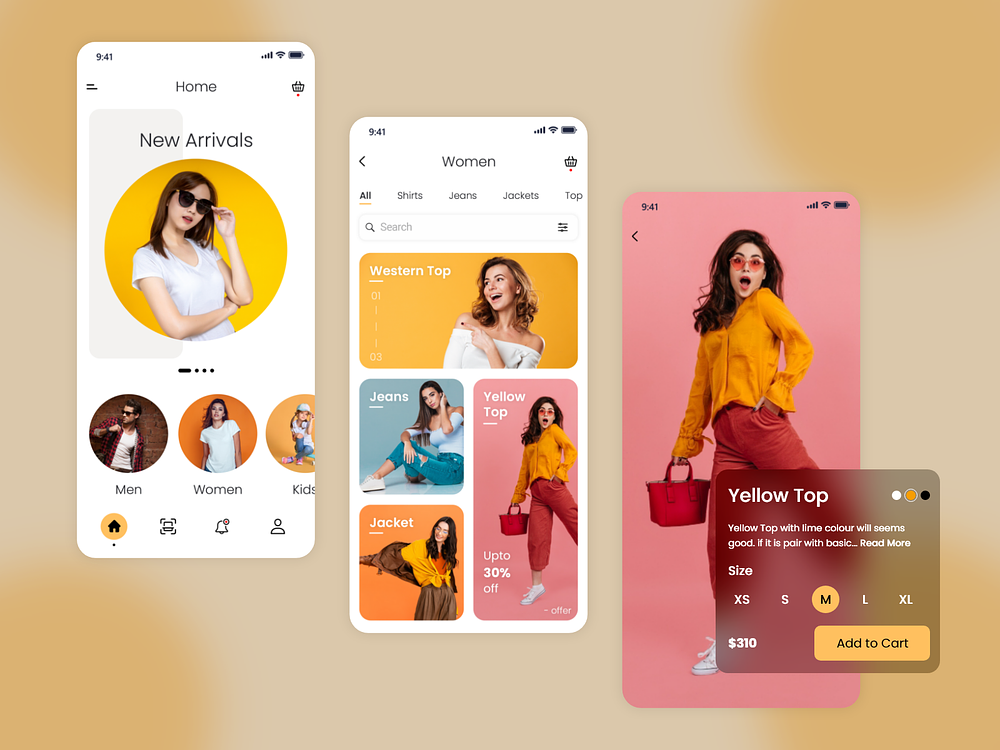 9:41
Home
New Arrivals
Men
Women
Kids
9:41
Women
All Shirts Jeans Jackets Top
Search
Western Top
01
03
Jeans
Yellow
Top
Jacket
Upto
30%
off
- offer
9:41
Yellow Top
Yellow Top with lime colour will seems
good. if it is pair with basic... Read More
Size
XS S M L XL
$310
Add to Cart